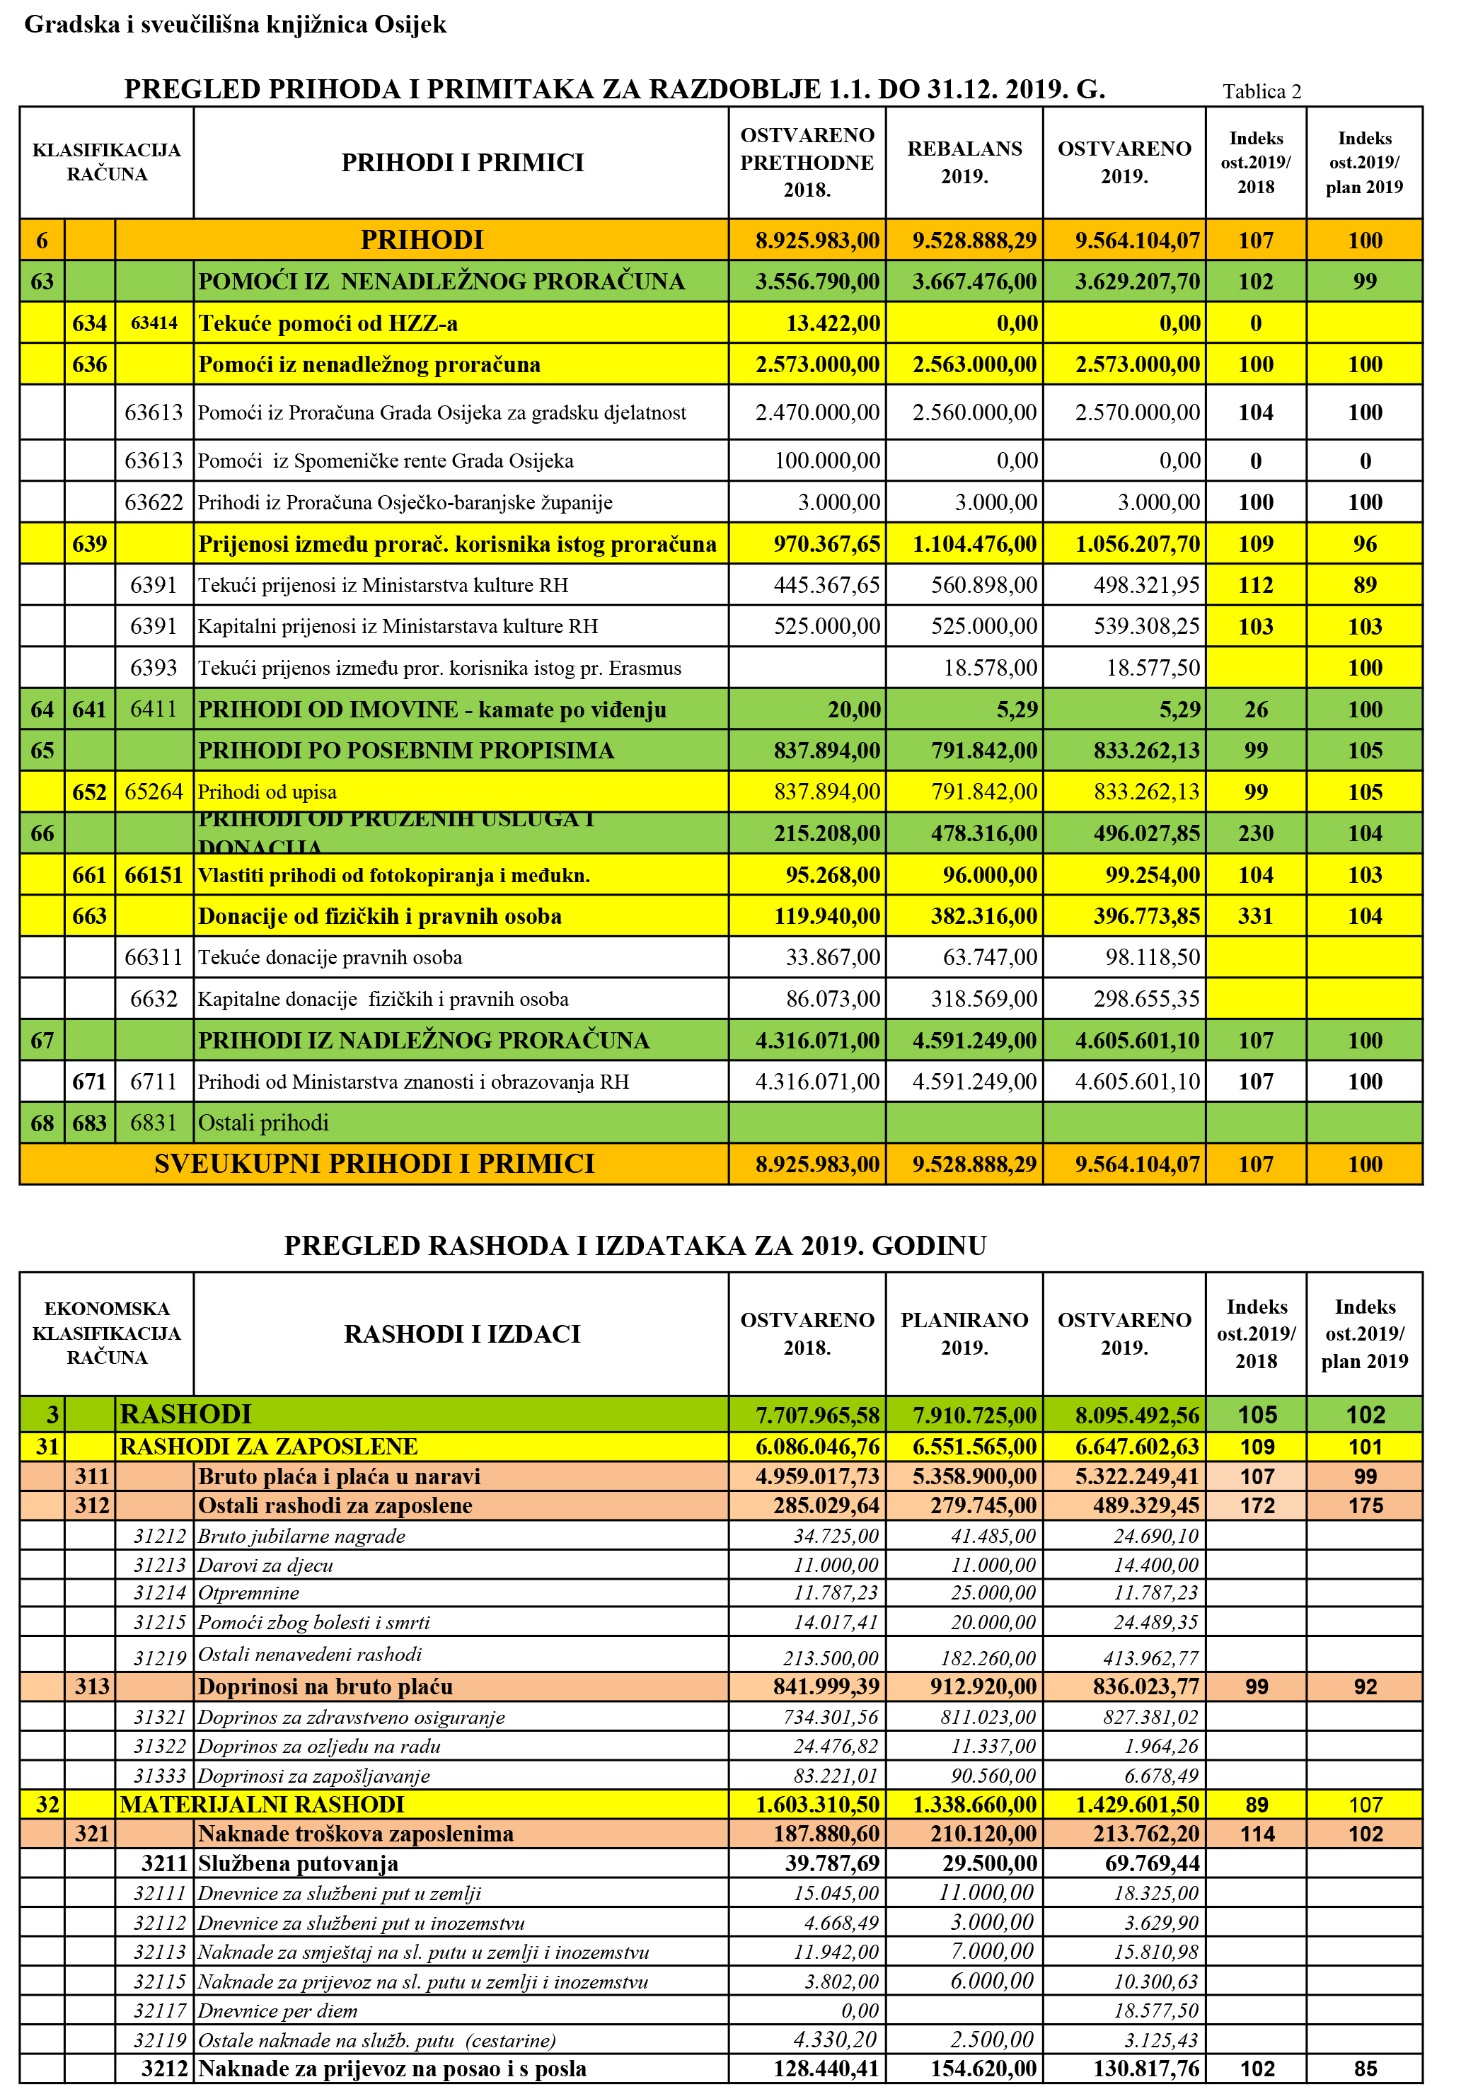 Gradska i sveučilišna knjižnica Osijek
PREGLED PRIHODA I PRIMITAKA ZA RAZDOBLJE 1.1. DO 31.12. 2019. G. Tablica 2
KLASIFIKACIJA RAČUNA PRIHODI I PRIMICI OSTVARENO PRETHODNE 2018. REBALANS 2019. OSTVARENO 2019. Indeks ost.2019/ 2018 Indeks ost.2019/ plan 2019
6 PRIHODI 8.925.983,00 9.528.888,29 9.564.104,07 107 100
63 POMOĆI IZ NENADLEŽNOG PRORAČUNA 3.556.790,00 3.667.476,00 3.629.207,70 102 99
634 63414 Tekuće pomoći od HZZ-a 13.422,00 0,00 0,00 0
636 Pomoći iz nenadležnog proračuna 2.573.000,00 2.563.000,00 2.573.000,00 100 100
63613 Pomoći iz Proračuna Grada Osijeka za gradsku djelatnost 2.470.000,00 2.560.000,00 2.570.000,00 104 100
63613 Pomoći iz Spomeničke rente Grada Osijeka 100.000,00 0,00 0,00 0 0
63622 Prihodi iz Proračuna Osječko-baranjske županije 3.000,00 3.000,00 3.000,00 100 100
639 Prijenosi između prorač. korisnika istog proračuna 970.367,65 1.104.476,00 1.056.207,70 109 96
6391 Tekući prijenosi iz Ministarstva kulture RH 445.367,65 560.898,00 498.321,95 112 89
6391 Kapitalni prijenosi iz Ministarstava kulture RH 525.000,00 525.000,00 539.308,25 103 103
6393 Tekući prijenos između pror. korisnika istog pr. Erasmus 18.578,00 18.577,50 100
64 641 6411 PRIHODI OD IMOVINE - kamate po viđenju 20,00 5,29 5,29 26 100
65 PRIHODI PO POSEBNIM PROPISIMA 837.894,00 791.842,00 833.262,13 99 105
652 65264 Prihodi od upisa 837.894,00 791.842,00 833.262,13 99 105
66 PRIHODI OD PRUŽENIH USLUGA I DONACIJA 215.208,00 478.316,00 496.027,85 230 104
661 66151 Vlastiti prihodi od fotokopiranja i međukn. 95.268,00 96.000,00 99.254,00 104 103
663 Donacije od fizičkih i pravnih osoba 119.940,00 382.316,00 396.773,85 331 104
66311 Tekuće donacije pravnih osoba 33.867,00 63.747,00 98.118,50
6632 Kapitalne donacije fizičkih i pravnih osoba 86.073,00 318.569,00 298.655,35
67 PRIHODI IZ NADLEŽNOG PRORAČUNA 4.316.071,00 4.591.249,00 4.605.601,10 107 100
671 6711 Prihodi od Ministarstva znanosti i obrazovanja RH 4.316.071,00 4.591.249,00 4.605.601,10 107 100
68 683 6831 Ostali prihodi
SVEUKUPNI PRIHODI I PRIMICI 8.925.983,00 9.528.888,29 9.564.104,07 107 100
PREGLED RASHODA I IZDATAKA ZA 2019. GODINU
EKONOMSKA KLASIFIKACIJA RAČUNA RASHODI I IZDACI OSTVARENO 2018. PLANIRANO 2019. OSTVARENO 2019. Indeks ost.2019/ 2018 Indeks ost.2019/ plan 2019
3 RASHODI 7.707.965,58 7.910.725,00 8.095.492,56 105 102
31 RASHODI ZA ZAPOSLENE 6.086.046,76 6.551.565,00 6.647.602,63 109 101
311 Bruto plaća i plaća u naravi 4.959.017,73 5.358.900,00 5.322.249,41 107 99
312 Ostali rashodi za zaposlene 285.029,64 279.745,00 489.329,45 172 175
31212 Bruto jubilarne nagrade 34.725,00 41.485,00 24.690,10
31213 Darovi za djecu 11.000,00 11.000,00 14.400,00
31214 Otpremnine 11.787,23 25.000,00 11.787,23
31215 Pomoći zbog bolesti i smrti 14.017,41 20.000,00 24.489,35
31219 Ostali nenavedeni rashodi 213.500,00 182.260,00 413.962,77
313 Doprinosi na bruto plaću 841.999,39 912.920,00 836.023,77 99 92
31321 Doprinos za zdravstveno osiguranje 734.301,56 811.023,00 827.381,02
31322 Doprinos za ozljedu na radu 24.476,82 11.337,00 1.964,26
31333 Doprinosi za zapošljavanje 83.221,01 90.560,00 6.678,49
32 MATERIJALNI RASHODI 1.603.310,50 1.338.660,00 1.429.601,50 89 107
321 Naknade troškova zaposlenima 187.880,60 210.120,00 213.762,20 114 102
3211 Službena putovanja 39.787,69 29.500,00 69.769,44
32111 Dnevnice za službeni put u zemlji 15.045,00 11.000,00 18.325,00
32112 Dnevnice za službeni put u inozemstvu 4.668,49 3.000,00 3.629,90
32113 Naknade za smještaj na sl. putu u zemlji i inozemstvu 11.942,00 7.000,00 15.810,98
32115 Naknade za prijevoz na sl. putu u zemlji i inozemstvu 3.802,00 6.000,00 10.300,63
32117 Dnevnice per diem 0,00 18.577,50
32119 Ostale naknade na služb. putu (cestarine) 4.330,20 2.500,00 3.125,43
3212 Naknade za prijevoz na posao i s posla 128.440,41 154.620,00 130.817,76 102 85